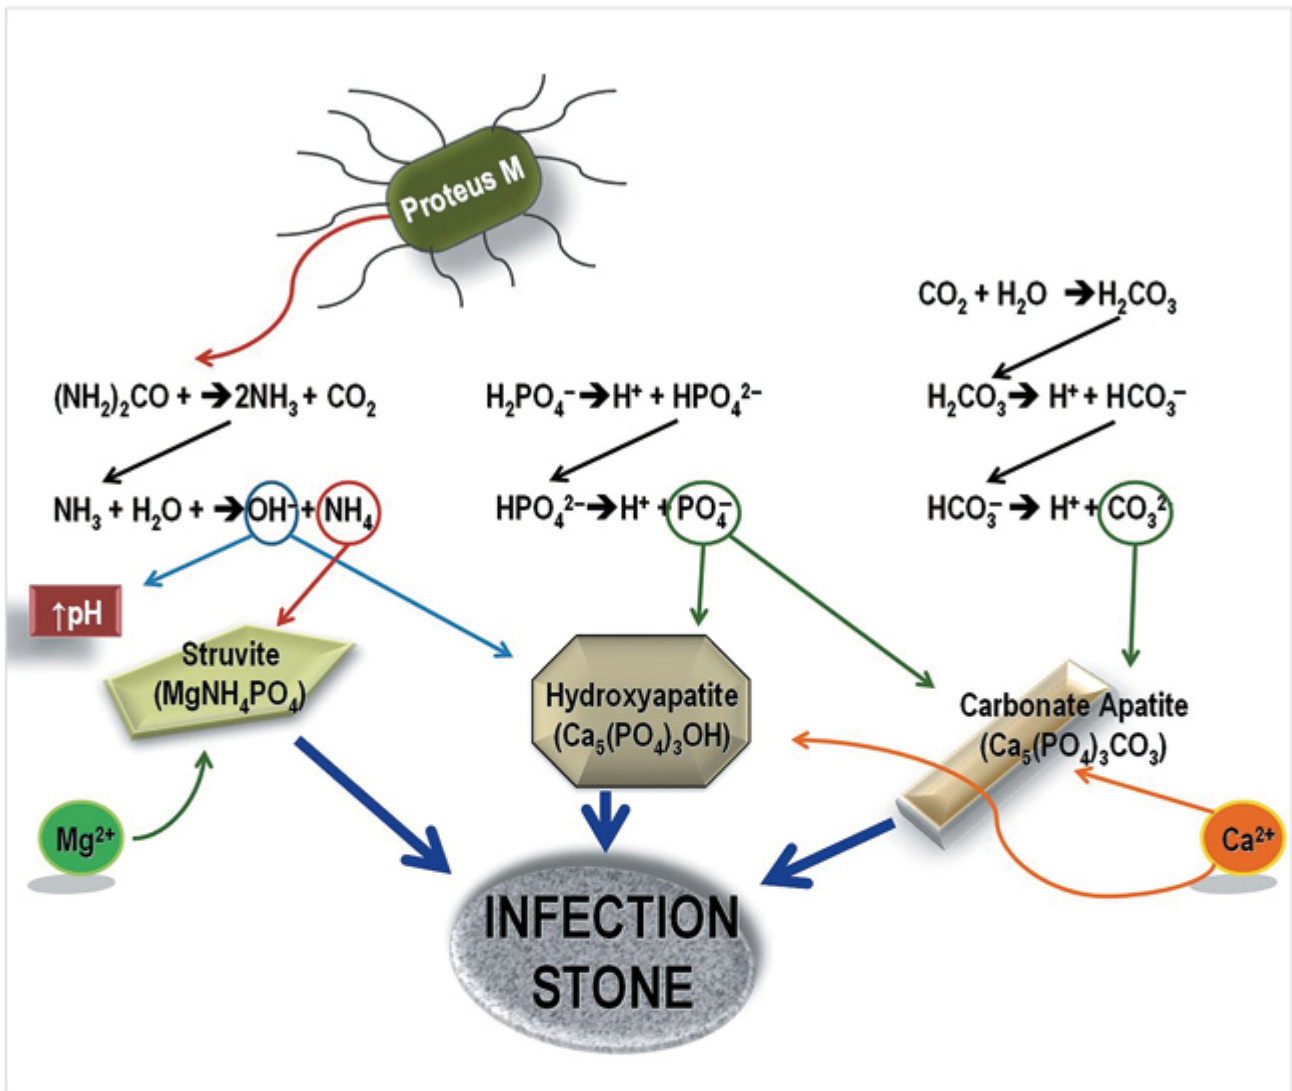 Proteus M
CO₂ + H₂O ➔ H₂CO₃
(NH₂)₂CO + ➔ 2NH₃ + CO₂
H₂PO₄⁻ ➔ H⁺ + HPO₄²⁻
H₂CO₃ ➔ H⁺ + HCO₃⁻
NH₃ + H₂O + ➔ OH⁻ + NH₄
HPO₄²⁻ ➔ H⁺ + PO₄⁻
HCO₃⁻ ➔ H⁺ + CO₃²⁻
↑pH
Struvite
(MgNH₄PO₄)
Hydroxyapatite
(Ca₅(PO₄)₃OH)
Carbonate Apatite
(Ca₅(PO₄)₃CO₃)
Mg²⁺
Ca²⁺
INFECTION
STONE